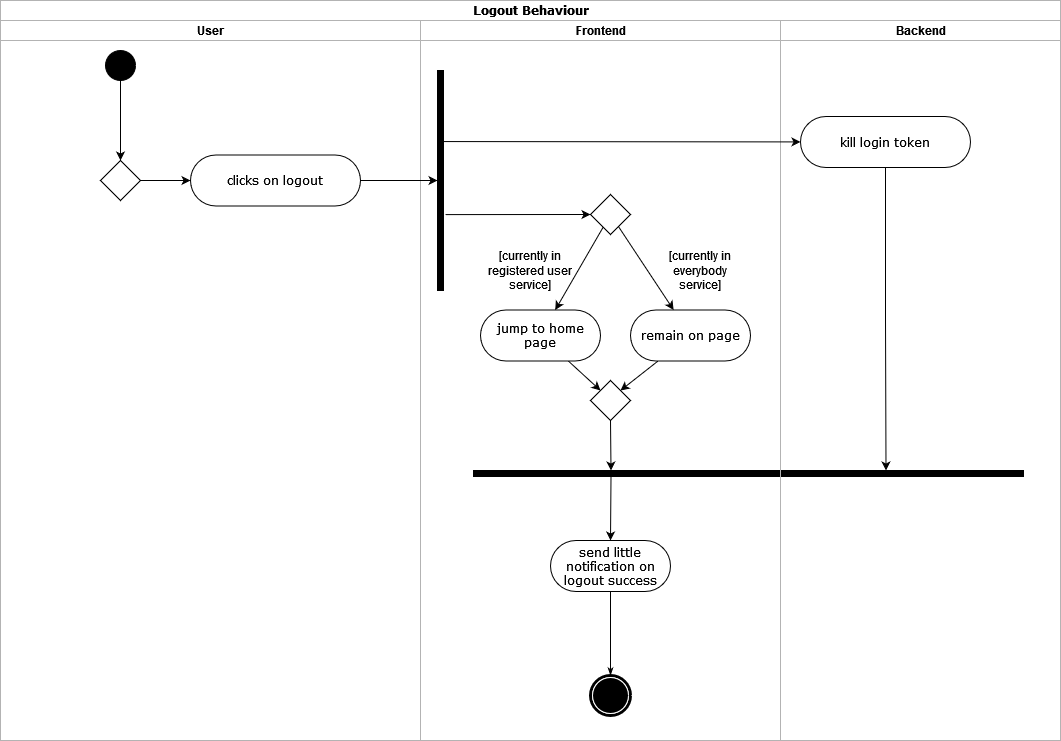 Logout Behaviour
User
Frontend
Backend
kill login token
clicks on logout
[currently in
registered user
service]
[currently in
everybody
service]
jump to home
page
remain on page
send little
notification on
logout success